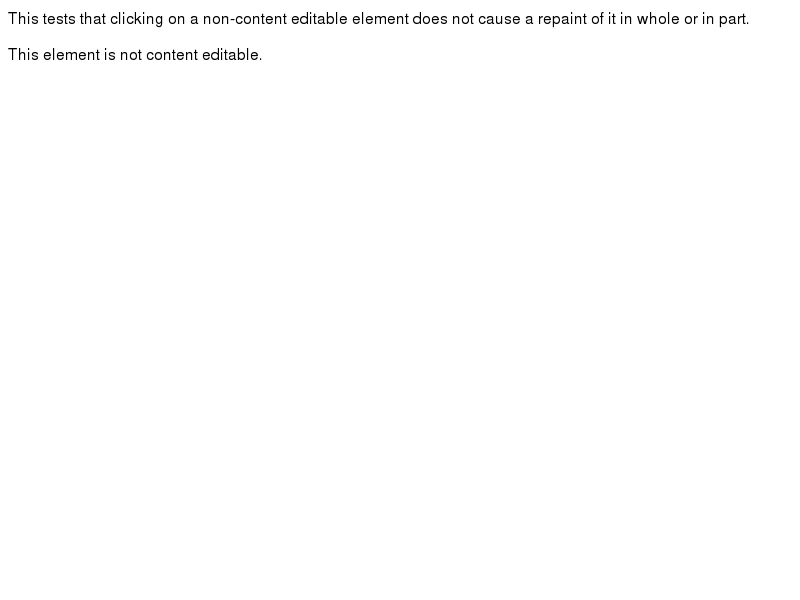 This tests that clicking on a non-content editable element does not cause a repaint of it in whole or in part.
This element is not content editable.